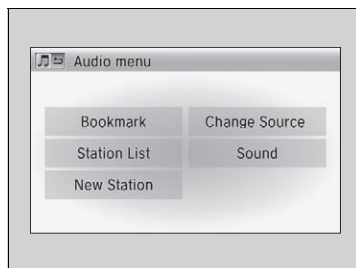 Audio menu
Bookmark
Change Source
Station List
Sound
New Station